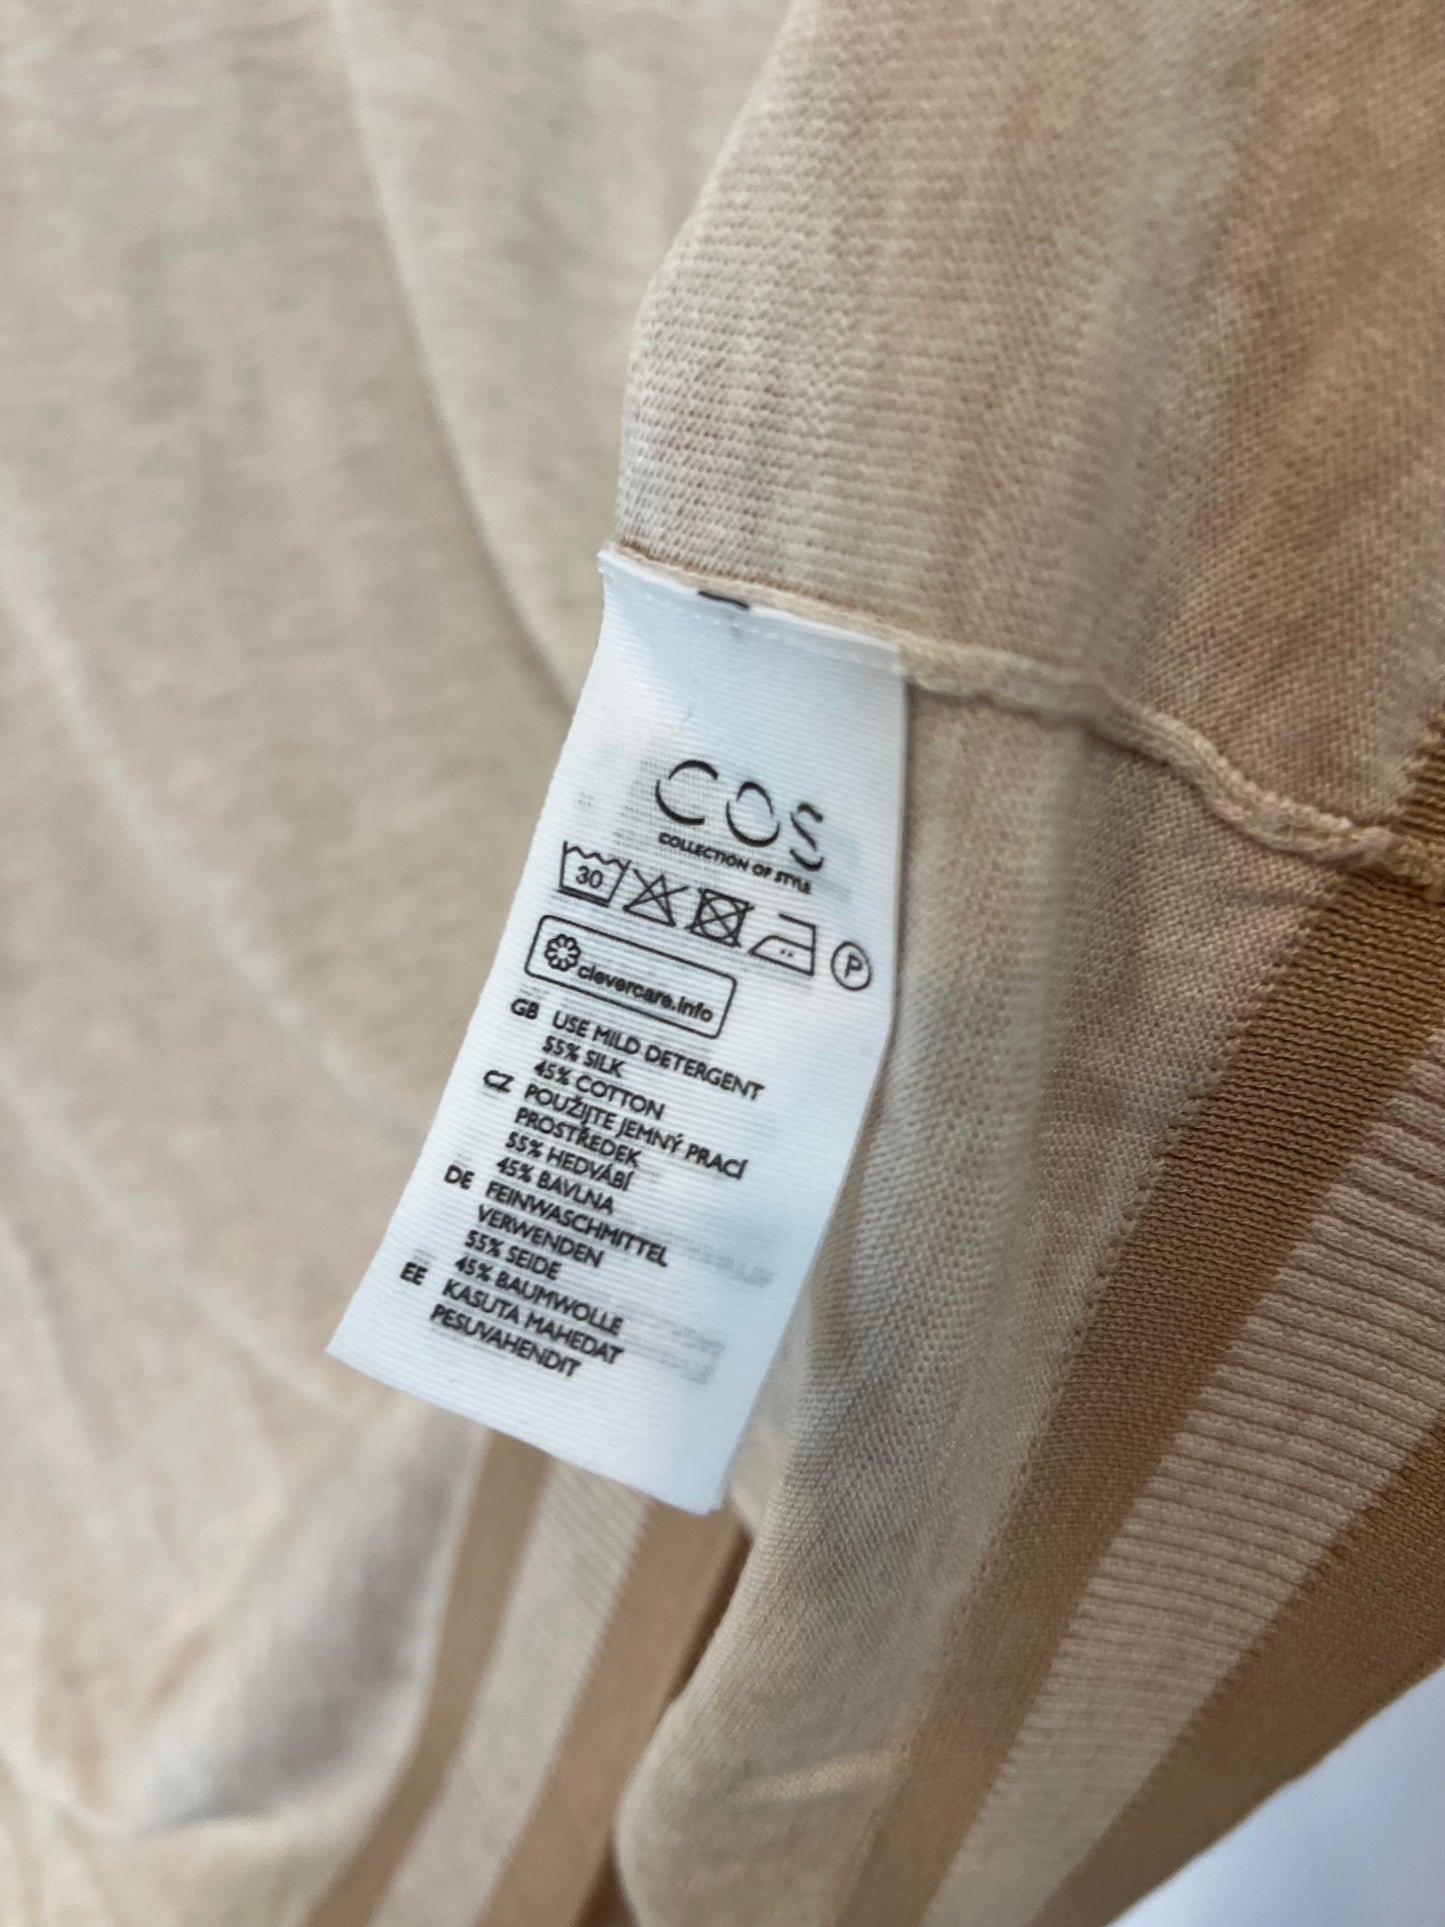 COS
COLLECTION OF STYLE
30
P
clevercare.info
GB USE MILD DETERGENT
55% SILK
45% COTTON
CZ POUŽIJTE JEMNÝ PRACÍ
PROSTŘEDEK
55% HEDVÁBÍ
45% BAVLNA
DE FEINWASCHMITTEL
VERWENDEN
55% SEIDE
45% BAUMWOLLE
EE KASUTA MAHEDAT
PESUVAHENDIT